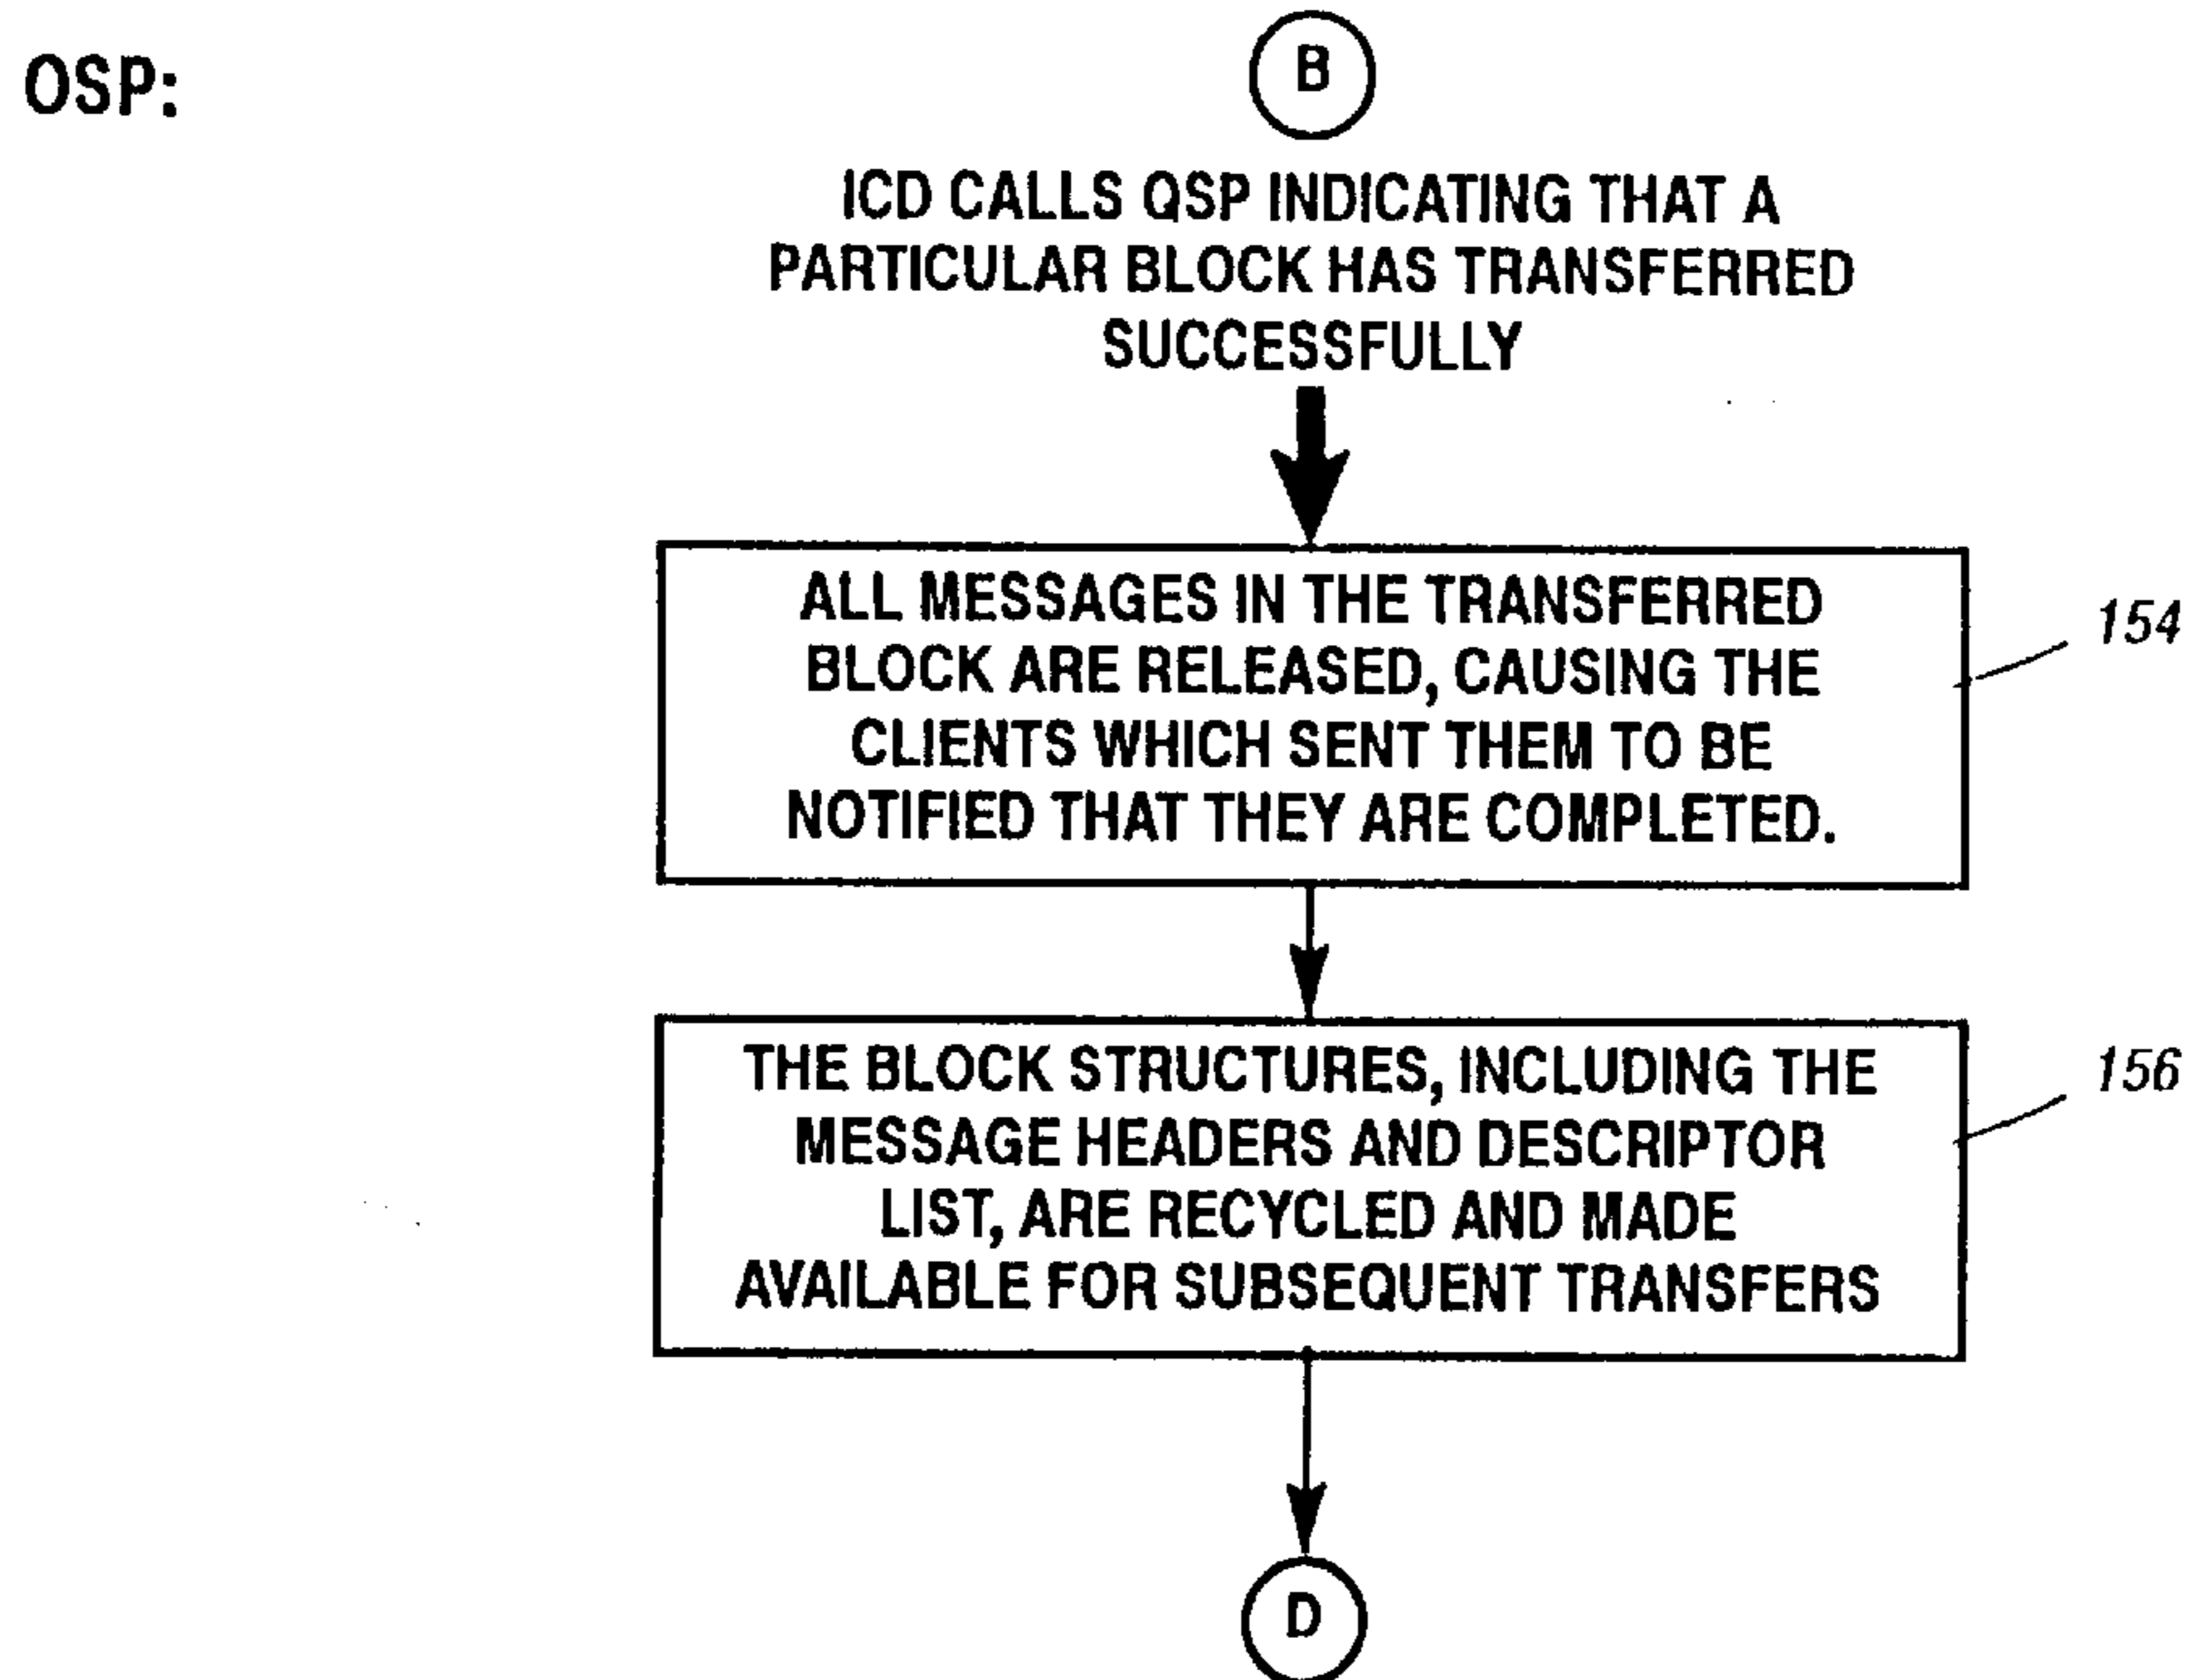 OSP:
B
ICD CALLS QSP INDICATING THAT A
PARTICULAR BLOCK HAS TRANSFERRED
SUCCESSFULLY
ALL MESSAGES IN THE TRANSFERRED
BLOCK ARE RELEASED, CAUSING THE
CLIENTS WHICH SENT THEM TO BE
NOTIFIED THAT THEY ARE COMPLETED.
154
THE BLOCK STRUCTURES, INCLUDING THE
MESSAGE HEADERS AND DESCRIPTOR
LIST, ARE RECYCLED AND MADE
AVAILABLE FOR SUBSEQUENT TRANSFERS
156
D